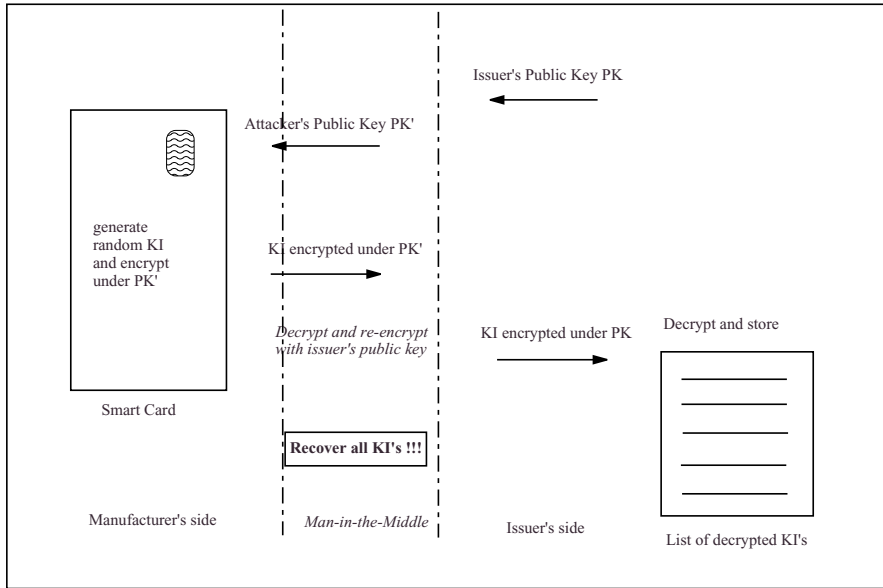 Issuer's Public Key PK
Attacker's Public Key PK'
generate
random KI
and encrypt
under PK'
KI encrypted under PK'
Decrypt and re-encrypt
with issuer's public key
KI encrypted under PK
Decrypt and store
Smart Card
Recover all KI's !!!
Manufacturer's side
Man-in-the-Middle
Issuer's side
List of decrypted KI's